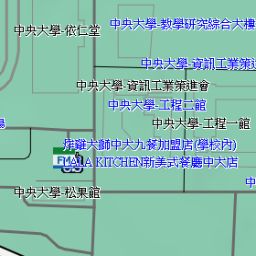 中央大學-依仁堂
中央大學-教學研究綜合大樓
中央大學-資訊工業策進
中央大學-資訊工業策進會
中央大學-工程二館
中央大學-工程一館
炸雞大師中大九餐加盟店(學校內)
KITCHEN新美式餐廳中大店
中央大學-松果館